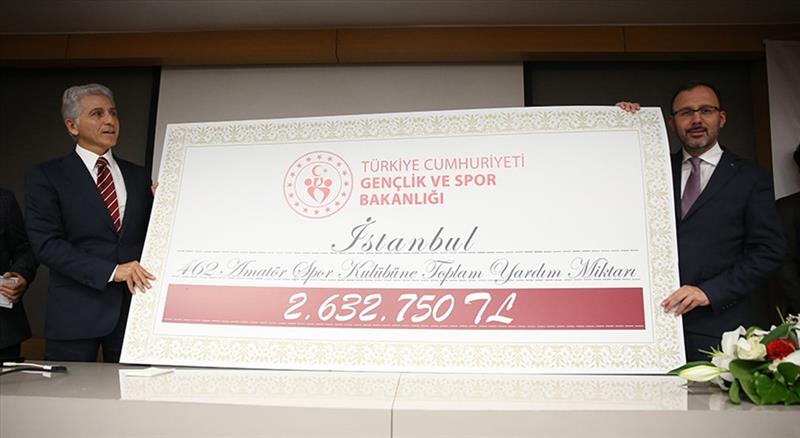 TÜRKİYE CUMHURİYETİ
GENÇLİK VE SPOR
BAKANLIĞI
İstanbul
462 Amatör Spor Kulübüne Toplam Yardım Miktarı
2.632.750 TL